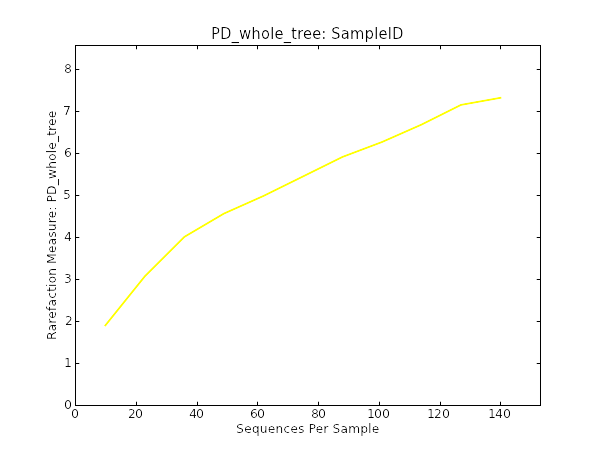 PD_whole_tree: SampleID
8
7
6
5
4
3
2
1
0
Rarefaction Measure: PD_whole_tree
0 20 40 60 80 100 120 140
Sequences Per Sample